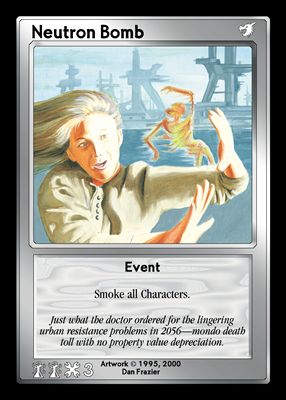 Neutron Bomb
Event
Smoke all Characters.
Just what the doctor ordered for the lingering
urban resistance problems in 2056—mondo death
toll with no property value depreciation.
3
Artwork © 1995, 2000
Dan Frazier